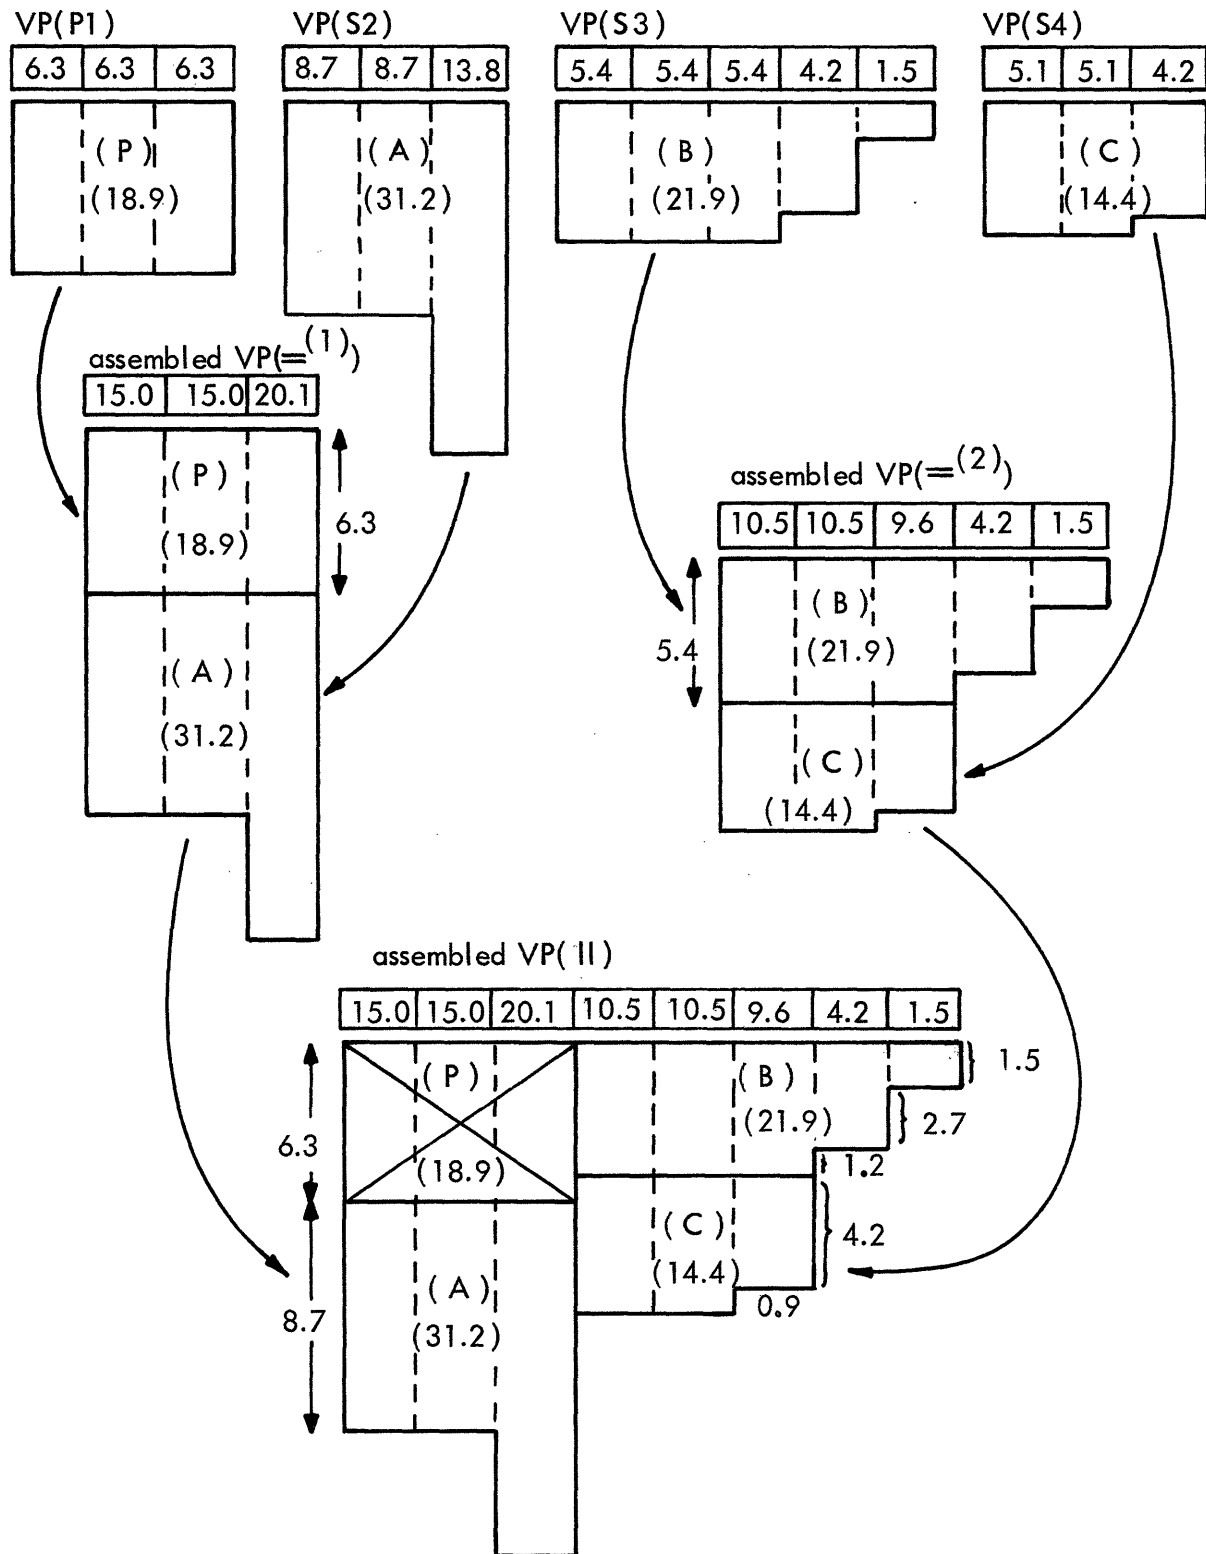 VP(P1) VP(S2) VP(S3) VP(S4)
6.3 6.3 6.3 8.7 8.7 13.8 5.4 5.4 5.4 4.2 1.5 5.1 5.1 4.2
(P) (A) (B) (C)
(18.9) (31.2) (21.9) (14.4)
assembled VP(=(1))
15.0 15.0 20.1
(P)
(18.9)
6.3
(A)
(31.2)
assembled VP(=(2))
10.5 10.5 9.6 4.2 1.5
(B)
(21.9)
5.4
(C)
(14.4)
assembled VP(II)
15.0 15.0 20.1 10.5 10.5 9.6 4.2 1.5
(P) (B) 1.5
(21.9) 2.7
6.3 (18.9) 1.2
(C) 4.2
(14.4)
(A) 0.9
8.7 (31.2)